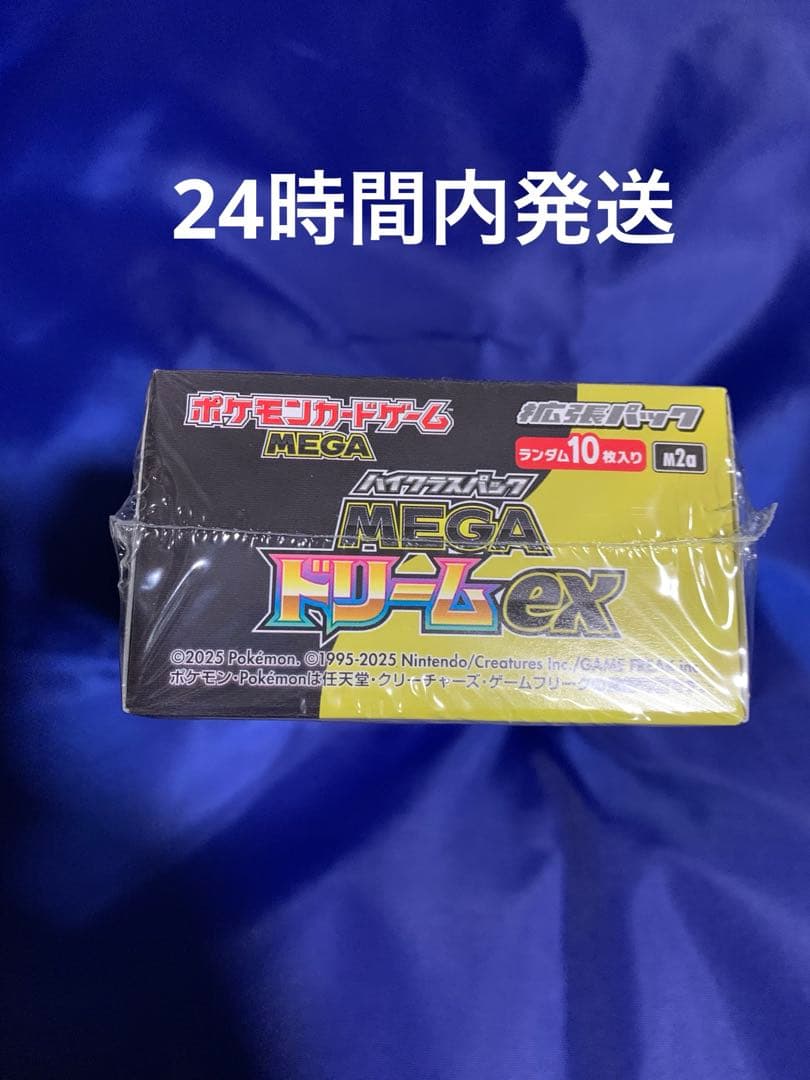 24時間内発送
ポケモンカードゲーム
MEGA
拡張パック
ランダム10枚入り
M2a
ハイクラスパック
MEGA
ドリームex
©2025 Pokémon. ©1995-2025 Nintendo/Creatures Inc./GAME FREAK inc.
ポケモン・Pokémonは任天堂・クリーチャーズ・ゲームフリークの